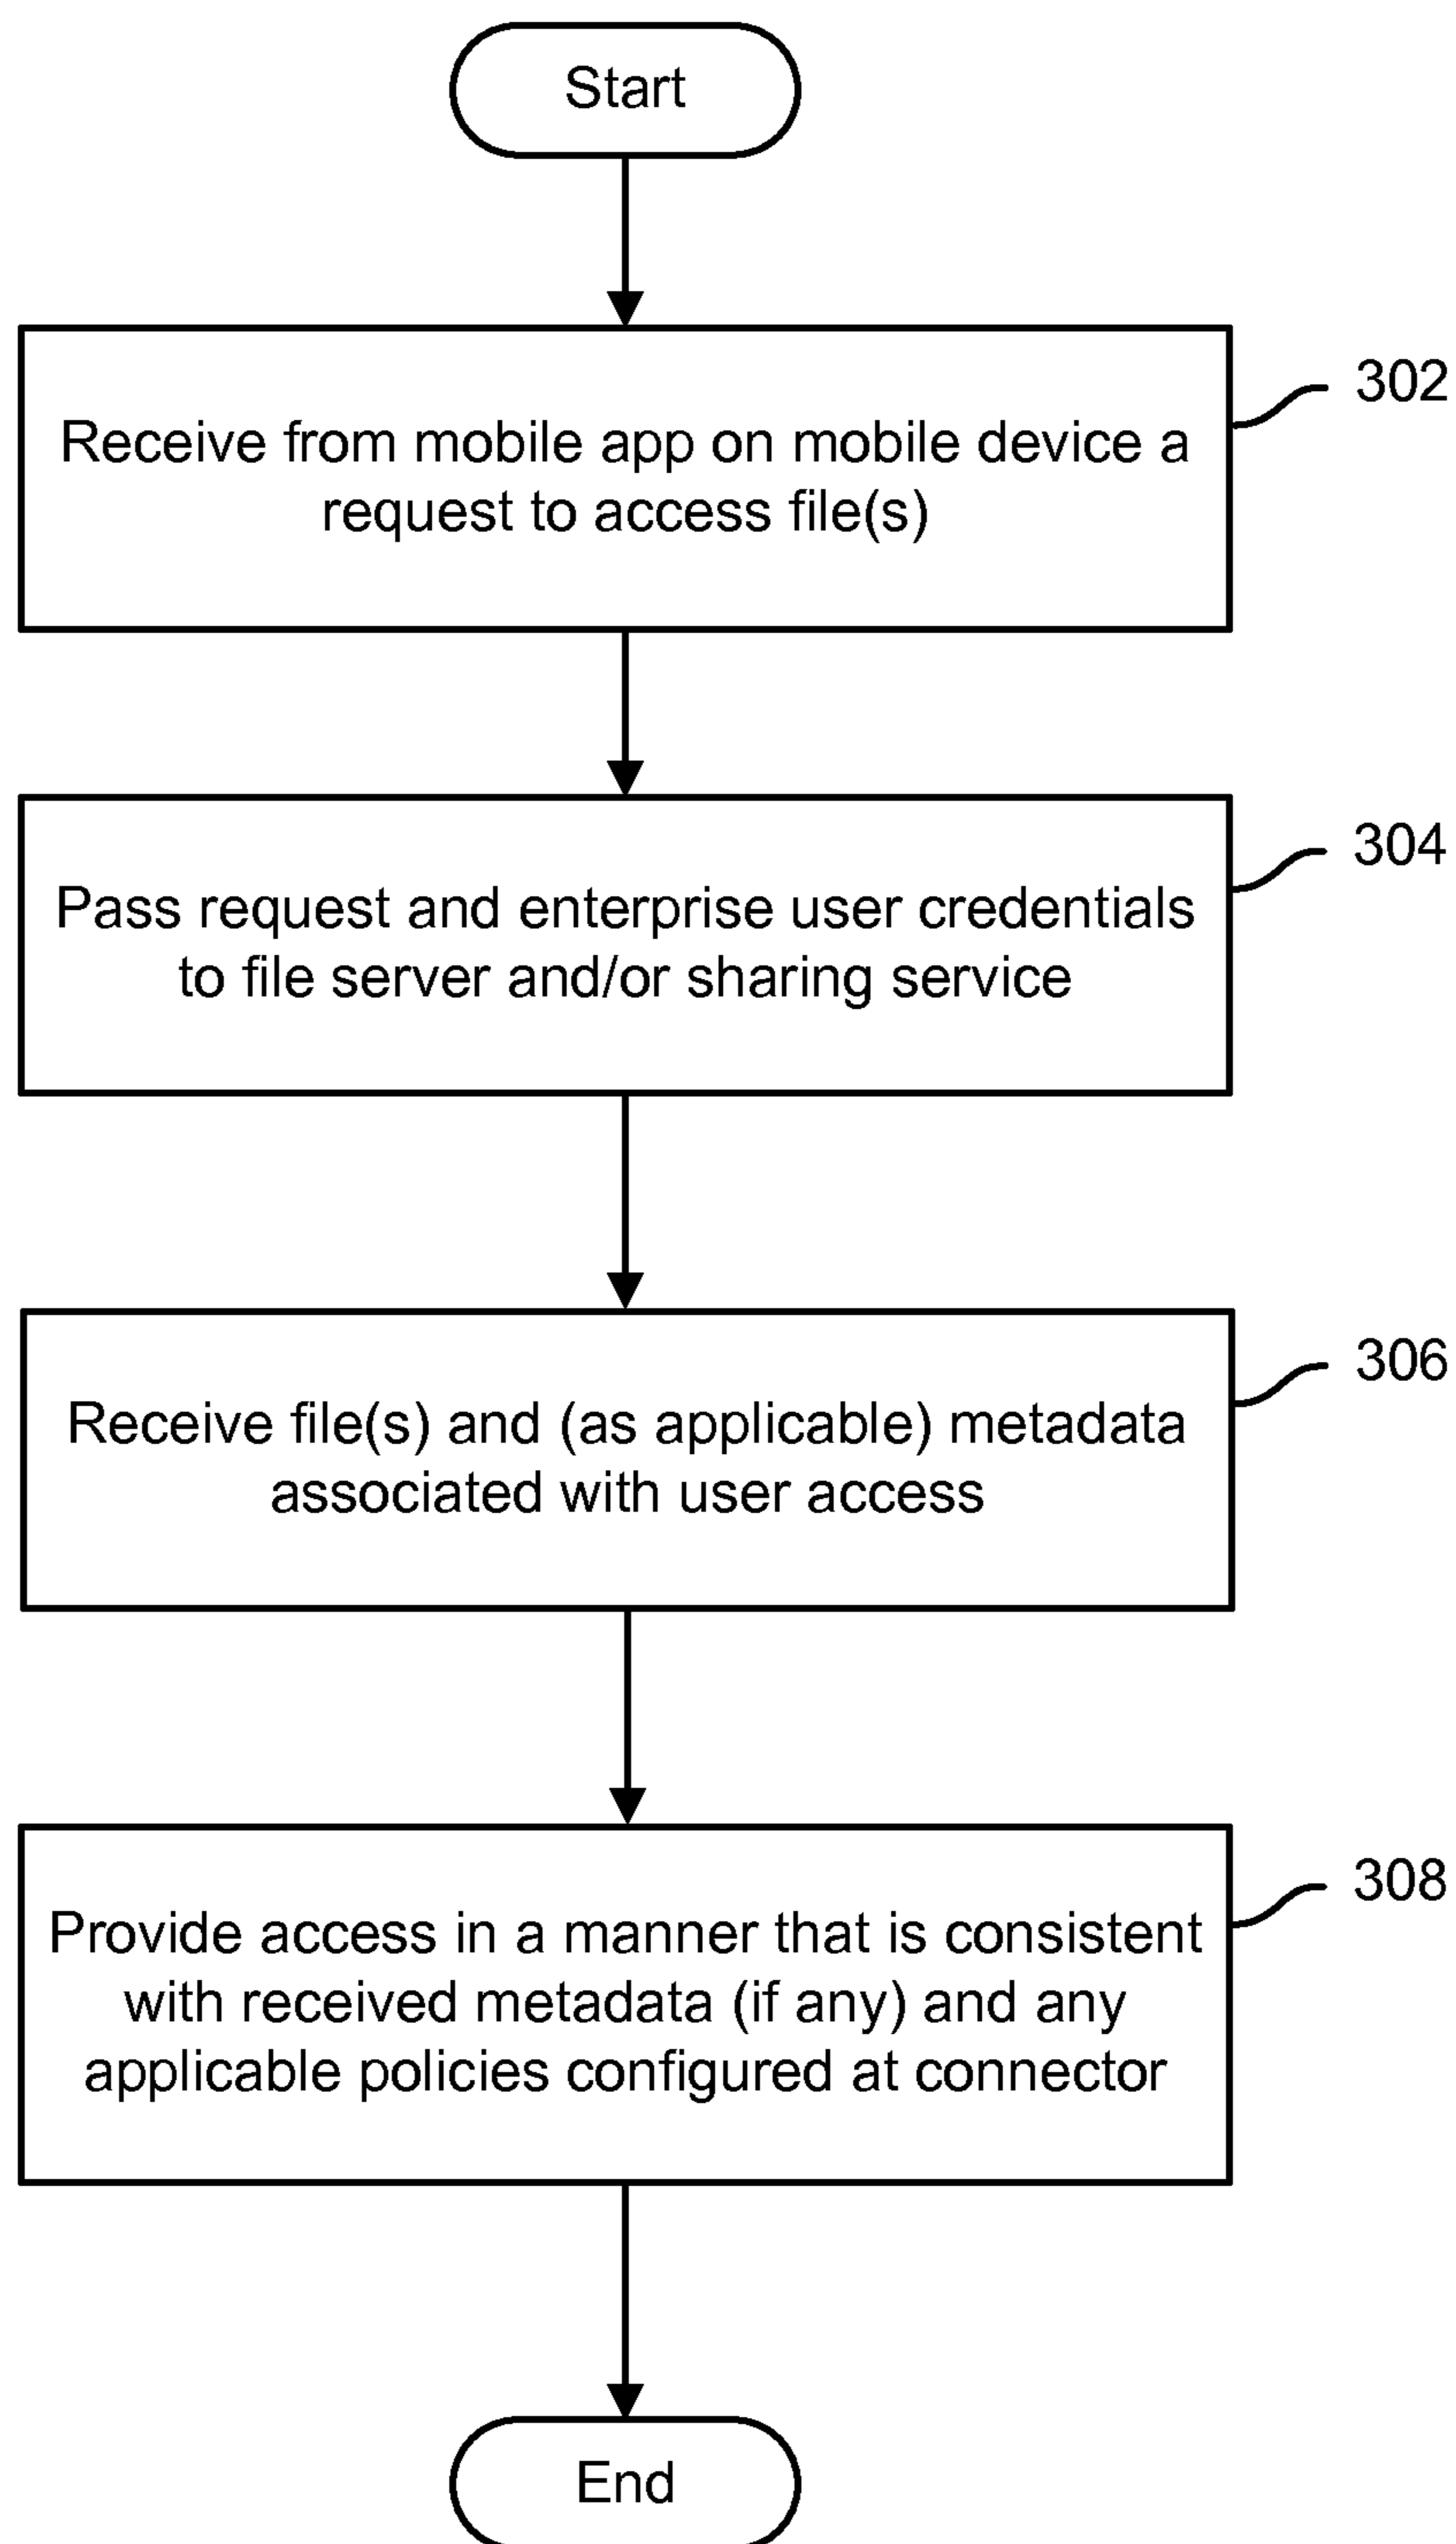 Start
302
Receive from mobile app on mobile device a
request to access file(s)
304
Pass request and enterprise user credentials
to file server and/or sharing service
306
Receive file(s) and (as applicable) metadata
associated with user access
308
Provide access in a manner that is consistent
with received metadata (if any) and any
applicable policies configured at connector
End